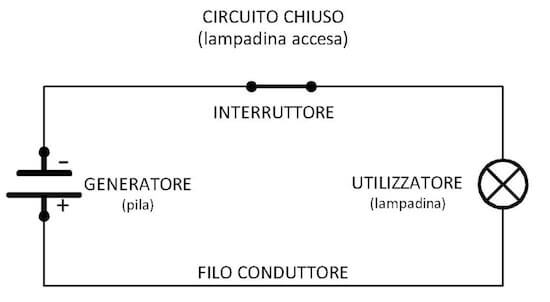 CIRCUITO CHIUSO
(lampadina accesa)
INTERRUTTORE
-
GENERATORE
(pila)
+
UTILIZZATORE
(lampadina)
FILO CONDUTTORE